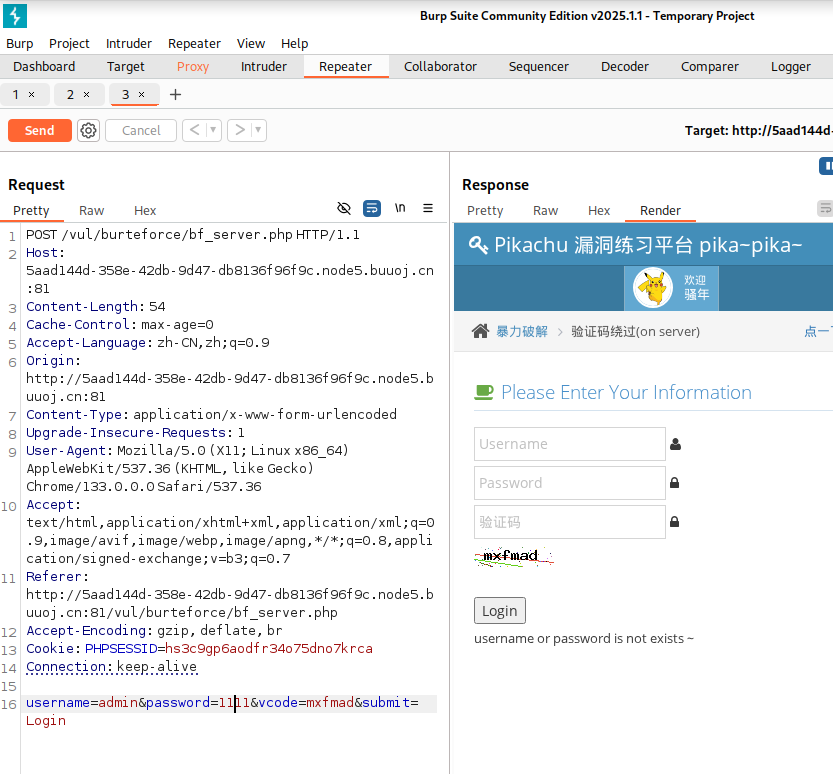 Burp Suite Community Edition v2025.1.1 - Temporary Project
Burp Project Intruder Repeater View Help
Dashboard Target Proxy Intruder Repeater Collaborator Sequencer Decoder Comparer Logger
1 × 2 × 3 × +
Send Cancel < > Target: http://5aad144d-
Request
Pretty Raw Hex \n
1 POST /vul/burteforce/bf_server.php HTTP/1.1
2 Host:
5aad144d-358e-42db-9d47-db8136f96f9c.node5.buuoj.cn
:81
3 Content-Length: 54
4 Cache-Control: max-age=0
5 Accept-Language: zh-CN,zh;q=0.9
6 Origin:
http://5aad144d-358e-42db-9d47-db8136f96f9c.node5.b
uuoj.cn:81
7 Content-Type: application/x-www-form-urlencoded
8 Upgrade-Insecure-Requests: 1
9 User-Agent: Mozilla/5.0 (X11; Linux x86_64)
AppleWebKit/537.36 (KHTML, like Gecko)
Chrome/133.0.0.0 Safari/537.36
10 Accept:
text/html,application/xhtml+xml,application/xml;q=0
.9,image/avif,image/webp,image/apng,*/*;q=0.8,appli
cation/signed-exchange;v=b3;q=0.7
11 Referer:
http://5aad144d-358e-42db-9d47-db8136f96f9c.node5.b
uuoj.cn:81/vul/burteforce/bf_server.php
12 Accept-Encoding: gzip, deflate, br
13 Cookie: PHPSESSID=hs3c9gp6aodfr34o75dno7krca
14 Connection: keep-alive
15
16 username=admin&password=1111&vcode=mxfmad&submit=
Login
Response
Pretty Raw Hex Render
Pikachu 漏洞练习平台 pika~pika~
欢迎
骚年
暴力破解 > 验证码绕过(on server) 点一
Please Enter Your Information
Username
Password
验证码
mxfmad
Login
username or password is not exists ~